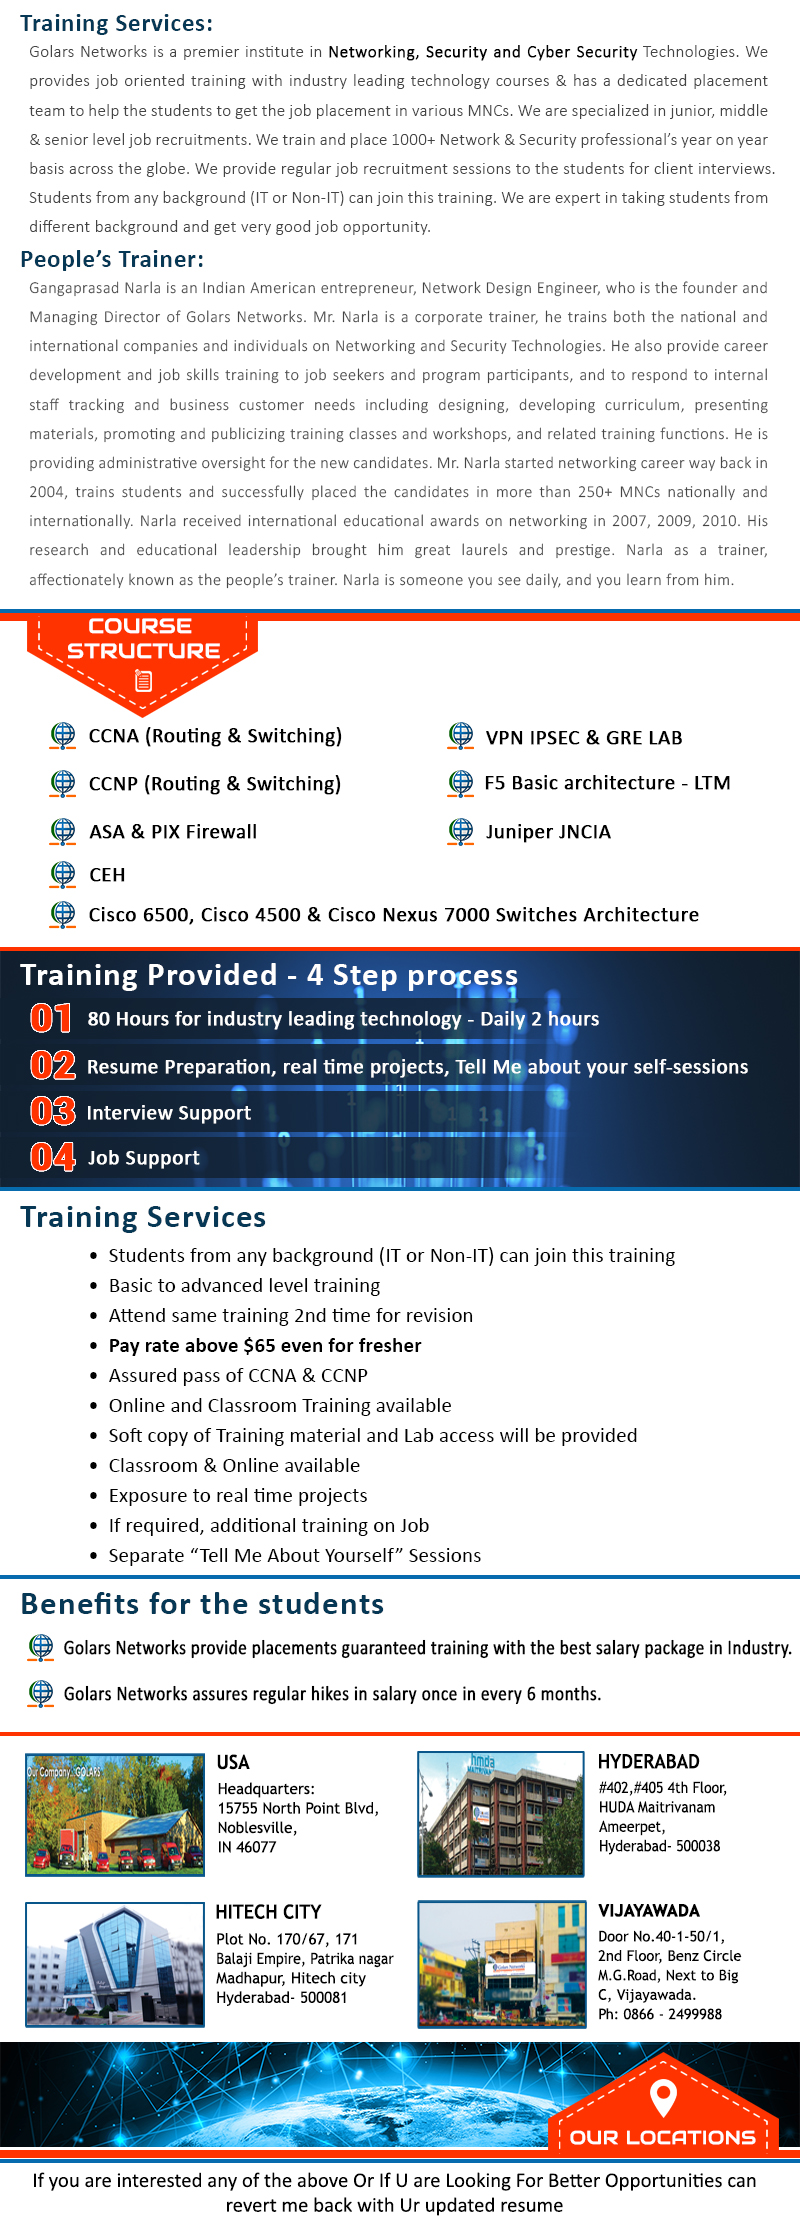 Training Services:
Golars Networks is a premier institute in Networking, Security and Cyber Security Technologies. We
provides job oriented training with industry leading technology courses & has a dedicated placement
team to help the students to get the job placement in various MNCs. We are specialized in junior, middle
& senior level job recruitments. We train and place 1000+ Network & Security professional's year on year
basis across the globe. We provide regular job recruitment sessions to the students for client interviews.
Students from any background (IT or Non-IT) can join this training. We are expert in taking students from
different background and get very good job opportunity.
People's Trainer:
Gangaprasad Narla is an Indian American entrepreneur, Network Design Engineer, who is the founder and
Managing Director of Golars Networks. Mr. Narla is a corporate trainer, he trains both the national and
international companies and individuals on Networking and Security Technologies. He also provide career
development and job skills training to job seekers and program participants, and to respond to internal
staff tracking and business customer needs including designing, developing curriculum, presenting
materials, promoting and publicizing training classes and workshops, and related training functions. He is
providing administrative oversight for the new candidates. Mr. Narla started networking career way back in
2004, trains students and successfully placed the candidates in more than 250+ MNCs nationally and
internationally. Narla received international educational awards on networking in 2007, 2009, 2010. His
research and educational leadership brought him great laurels and prestige. Narla as a trainer,
affectionately known as the people's trainer. Narla is someone you see daily, and you learn from him.
COURSE
STRUCTURE
CCNA (Routing & Switching)
VPN IPSEC & GRE LAB
CCNP (Routing & Switching)
F5 Basic architecture - LTM
ASA & PIX Firewall
Juniper JNCIA
CEH
Cisco 6500, Cisco 4500 & Cisco Nexus 7000 Switches Architecture
Training Provided - 4 Step process
01 80 Hours for industry leading technology - Daily 2 hours
02 Resume Preparation, real time projects, Tell Me about your self-sessions
03 Interview Support
04 Job Support
Training Services
• Students from any background (IT or Non-IT) can join this training
• Basic to advanced level training
• Attend same training 2nd time for revision
• Pay rate above $65 even for fresher
• Assured pass of CCNA & CCNP
• Online and Classroom Training available
• Soft copy of Training material and Lab access will be provided
• Classroom & Online available
• Exposure to real time projects
• If required, additional training on Job
• Separate “Tell Me About Yourself” Sessions
Benefits for the students
Golars Networks provide placements guaranteed training with the best salary package in Industry.
Golars Networks assures regular hikes in salary once in every 6 months.
Our Company...GOLARS
USA
Headquarters:
15755 North Point Blvd,
Noblesville,
IN 46077
hmda
HYDERABAD
#402,#405 4th Floor,
HUDA Maitrivanam
Ameerpet,
Hyderabad- 500038
HITECH CITY
Plot No. 170/67, 171
Balaji Empire, Patrika nagar
Madhapur, Hitech city
Hyderabad- 500081
Golars Networks
VIJAYAWADA
Door No.40-1-50/1,
2nd Floor, Benz Circle
M.G.Road, Next to Big
C, Vijayawada.
Ph: 0866 - 2499988
OUR LOCATIONS
If you are interested any of the above Or If U are Looking For Better Opportunities can
revert me back with Ur updated resume